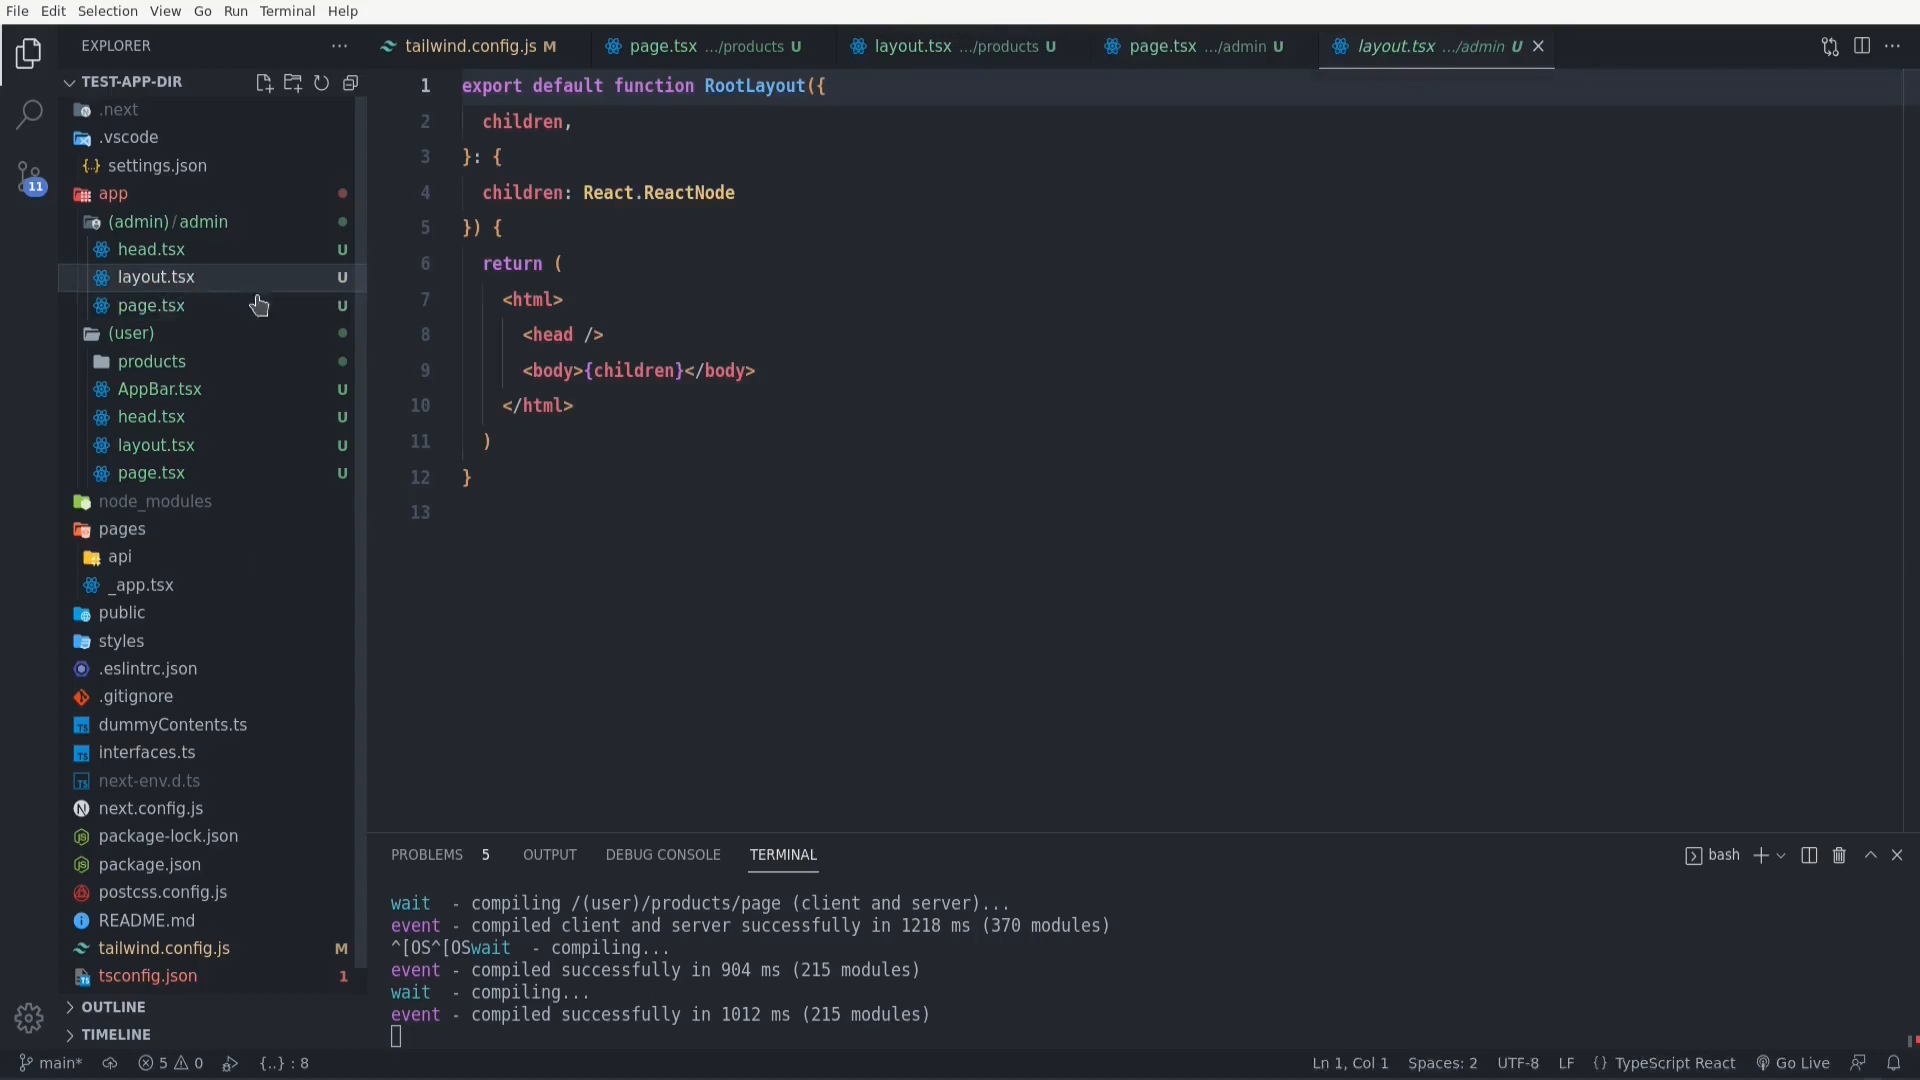 File Edit Selection View Go Run Terminal Help
EXPLORER
TEST-APP-DIR
.next
.vscode
settings.json
app
(admin)/admin
head.tsx U
layout.tsx U
page.tsx U
(user)
products
AppBar.tsx U
head.tsx U
layout.tsx U
page.tsx U
node_modules
pages
api
_app.tsx
public
styles
.eslintrc.json
.gitignore
dummyContents.ts
interfaces.ts
next-env.d.ts
next.config.js
package-lock.json
package.json
postcss.config.js
README.md
tailwind.config.js M
tsconfig.json 1
OUTLINE
TIMELINE
11
tailwind.config.js M page.tsx .../products U layout.tsx .../products U page.tsx .../admin U layout.tsx .../admin U
1 export default function RootLayout({
2 children,
3 }: {
4 children: React.ReactNode
5 }) {
6 return (
7 <html>
8 <head />
9 <body>{children}</body>
10 </html>
11 )
12 }
13
PROBLEMS 5 OUTPUT DEBUG CONSOLE TERMINAL bash
wait - compiling /(user)/products/page (client and server)...
event - compiled client and server successfully in 1218 ms (370 modules)
^[OS^[OSwait - compiling...
event - compiled successfully in 904 ms (215 modules)
wait - compiling...
event - compiled successfully in 1012 ms (215 modules)
main* 5 0 {..} : 8 Ln 1, Col 1 Spaces: 2 UTF-8 LF {} TypeScript React Go Live